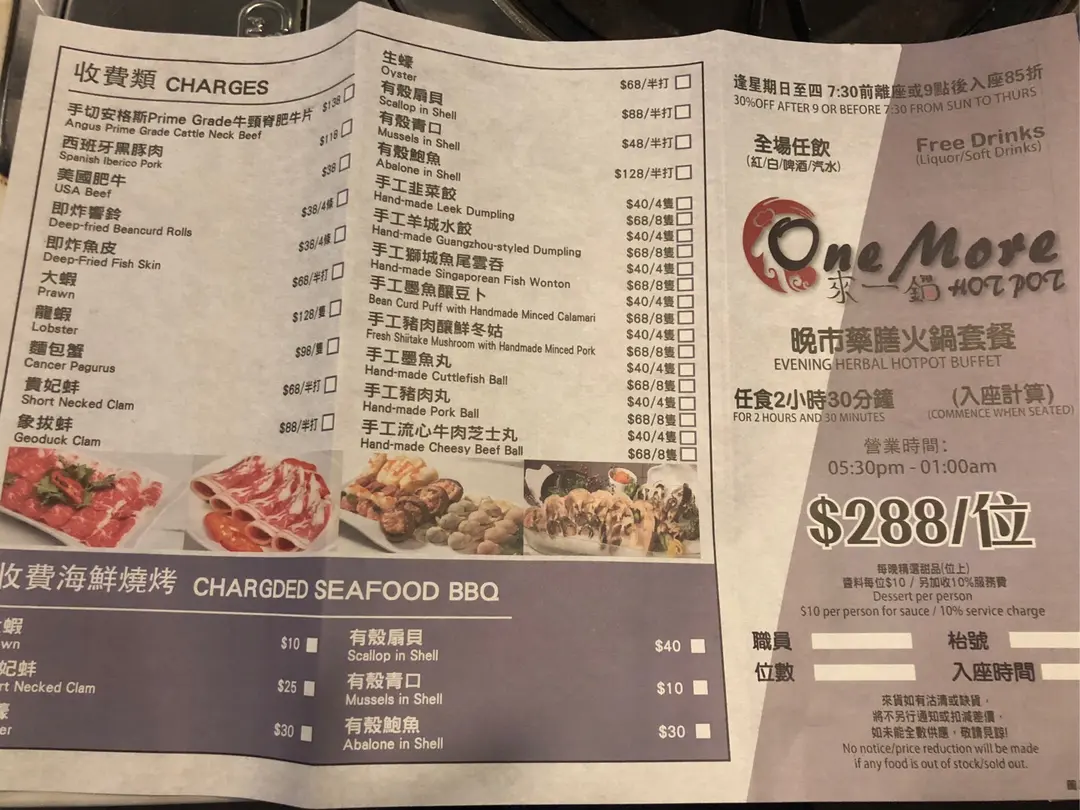 收費類 CHARGES
手切安格斯Prime Grade牛頸脊肥牛片 $138
Angus Prime Grade Cattle Neck Beef
西班牙黑豚肉 $118
Spanish Iberico Pork
美國肥牛 $98
USA Beef
即炸響鈴 $38/4條
Deep-fried Beancurd Rolls
即炸魚皮 $38/4條
Deep-Fried Fish Skin
大蝦 $68/半打
Prawn
龍蝦 $128/隻
Lobster
麵包蟹 $98/隻
Cancer Pagurus
貴妃蚌 $68/半打
Short Necked Clam
象拔蚌 $88/半打
Geoduck Clam
生蠔 $68/半打
Oyster
有殼扇貝 $88/半打
Scallop in Shell
有殼青口 $48/半打
Mussels in Shell
有殼鮑魚 $128/半打
Abalone in Shell
手工韭菜餃 $40/4隻
Hand-made Leek Dumpling $68/8隻
手工羊城水餃 $40/4隻
Hand-made Guangzhou-styled Dumpling $68/8隻
手工獅城魚尾雲吞 $40/4隻
Hand-made Singaporean Fish Wonton $68/8隻
手工墨魚釀豆卜 $40/4隻
Bean Curd Puff with Handmade Minced Calamari $68/8隻
手工豬肉釀鮮冬菇 $40/4隻
Fresh Shiitake Mushroom with Handmade Minced Pork $68/8隻
手工墨魚丸 $40/4隻
Hand-made Cuttlefish Ball $68/8隻
手工豬肉丸 $40/4隻
Hand-made Pork Ball $68/8隻
手工流心牛肉芝士丸 $40/4隻
Hand-made Cheesy Beef Ball $68/8隻
收費海鮮燒烤 CHARGDED SEAFOOD BBQ
蝦 $10
wn
妃蚌 $25
rt Necked Clam
蠔 $30
er
有殼扇貝 $40
Scallop in Shell
有殼青口 $10
Mussels in Shell
有殼鮑魚 $30
Abalone in Shell
逢星期日至四 7:30前離座或9點後入座85折
30%OFF AFTER 9 OR BEFORE 7:30 FROM SUN TO THURS
全場任飲 Free Drinks
(紅/白/啤酒/汽水) (Liquor/Soft Drinks)
One More
來一鍋 HOT POT
晚市藥膳火鍋套餐
EVENING HERBAL HOTPOT BUFFET
任食2小時30分鐘 (入座計算)
FOR 2 HOURS AND 30 MINUTES (COMMENCE WHEN SEATED)
營業時間：
05:30pm - 01:00am
$288/位
每晚精選甜品(位上)
醬料每位$10 / 另加收10%服務費
Dessert per person
$10 per person for sauce / 10% service charge
職員 枱號
位數 入座時間
來貨如有沽清或缺貨，
將不另行通知或扣減差價，
如未能全數供應，敬請見諒!
No notice/price reduction will be made
if any food is out of stock/sold out.